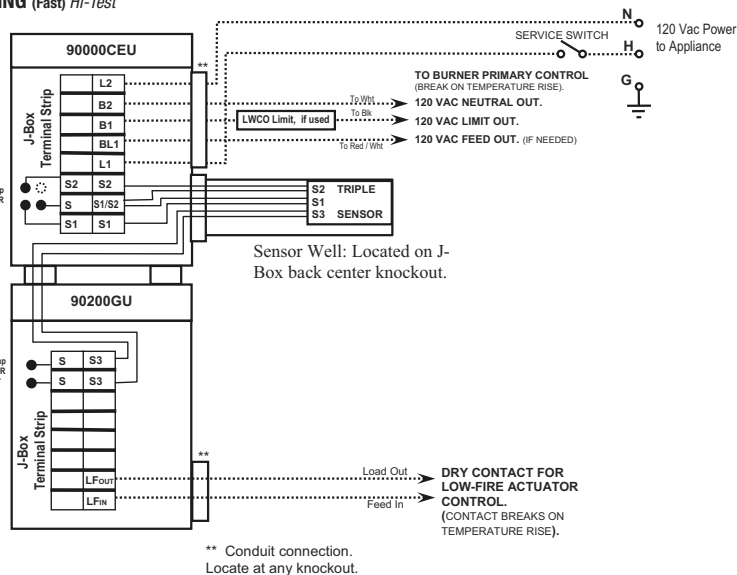 NG (Fast) Hi-Test
N
120 Vac Power
to Appliance
SERVICE SWITCH
H
G
90000CEU
**
J-Box
Terminal Strip
L2
B2
B1
BL1
L1
S2 S2
S S1/S2
S1 S1
TO BURNER PRIMARY CONTROL
(BREAK ON TEMPERATURE RISE).
To Wht
120 VAC NEUTRAL OUT.
LWCO Limit, if used
To Blk
120 VAC LIMIT OUT.
To Red / Wht
120 VAC FEED OUT. (IF NEEDED)
S2 TRIPLE
S1
S3 SENSOR
Sensor Well: Located on J-
Box back center knockout.
90200GU
S S3
S S3
J-Box
Terminal Strip
LFOUT
LFIN
**
Load Out
Feed In
DRY CONTACT FOR
LOW-FIRE ACTUATOR
CONTROL.
(CONTACT BREAKS ON
TEMPERATURE RISE).
** Conduit connection.
Locate at any knockout.